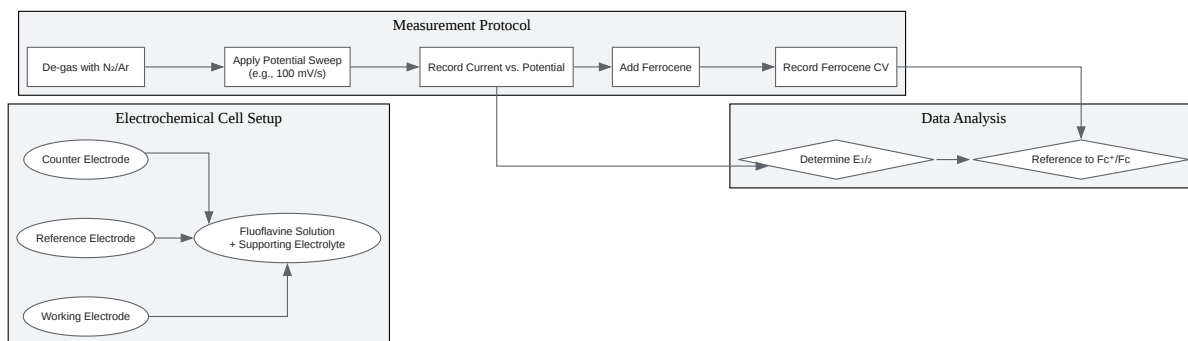 Measurement Protocol
De-gas with N₂/Ar
Apply Potential Sweep
(e.g., 100 mV/s)
Record Current vs. Potential
Add Ferrocene
Record Ferrocene CV
Electrochemical Cell Setup
Counter Electrode
Reference Electrode
Working Electrode
Fluoflavine Solution
+ Supporting Electrolyte
Data Analysis
Determine E₁/₂
Reference to Fc⁺/Fc